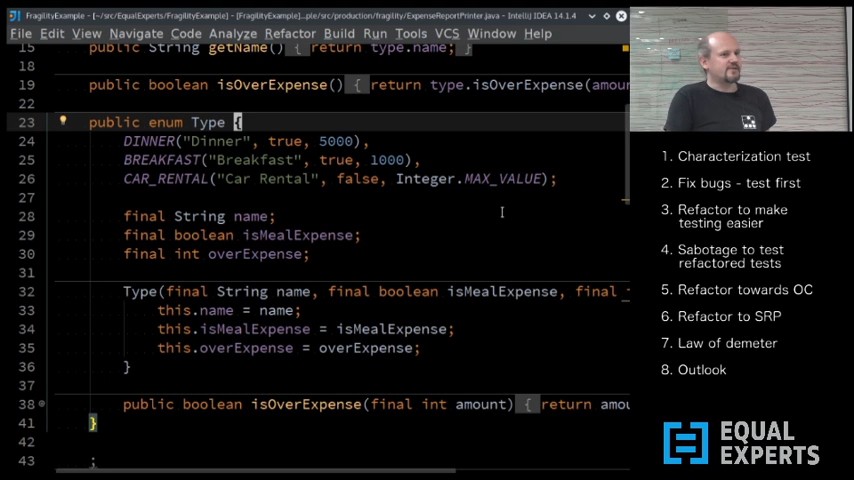 FragilityExample - [~/src/EqualExperts/FragilityExample] - [FragilityExample]...ple/src/production/fragility/ExpenseReportPrinter.java - IntelliJ IDEA 14.1.4
File Edit View Navigate Code Analyze Refactor Build Run Tools VCS Window Help
15 public String getName() { return type.name; }
18
19 public boolean isOverExpense() { return type.isOverExpense(amoun
22
23 public enum Type {
24 DINNER("Dinner", true, 5000),
25 BREAKFAST("Breakfast", true, 1000),
26 CAR_RENTAL("Car Rental", false, Integer.MAX_VALUE);
27
28 final String name;
29 final boolean isMealExpense;
30 final int overExpense;
31
32 Type(final String name, final boolean isMealExpense, final i
33 this.name = name;
34 this.isMealExpense = isMealExpense;
35 this.overExpense = overExpense;
36 }
37
38 public boolean isOverExpense(final int amount) { return amou
41 }
42
43 ;
1. Characterization test
2. Fix bugs - test first
3. Refactor to make
testing easier
4. Sabotage to test
refactored tests
5. Refactor towards OC
6. Refactor to SRP
7. Law of demeter
8. Outlook
EQUAL
EXPERTS